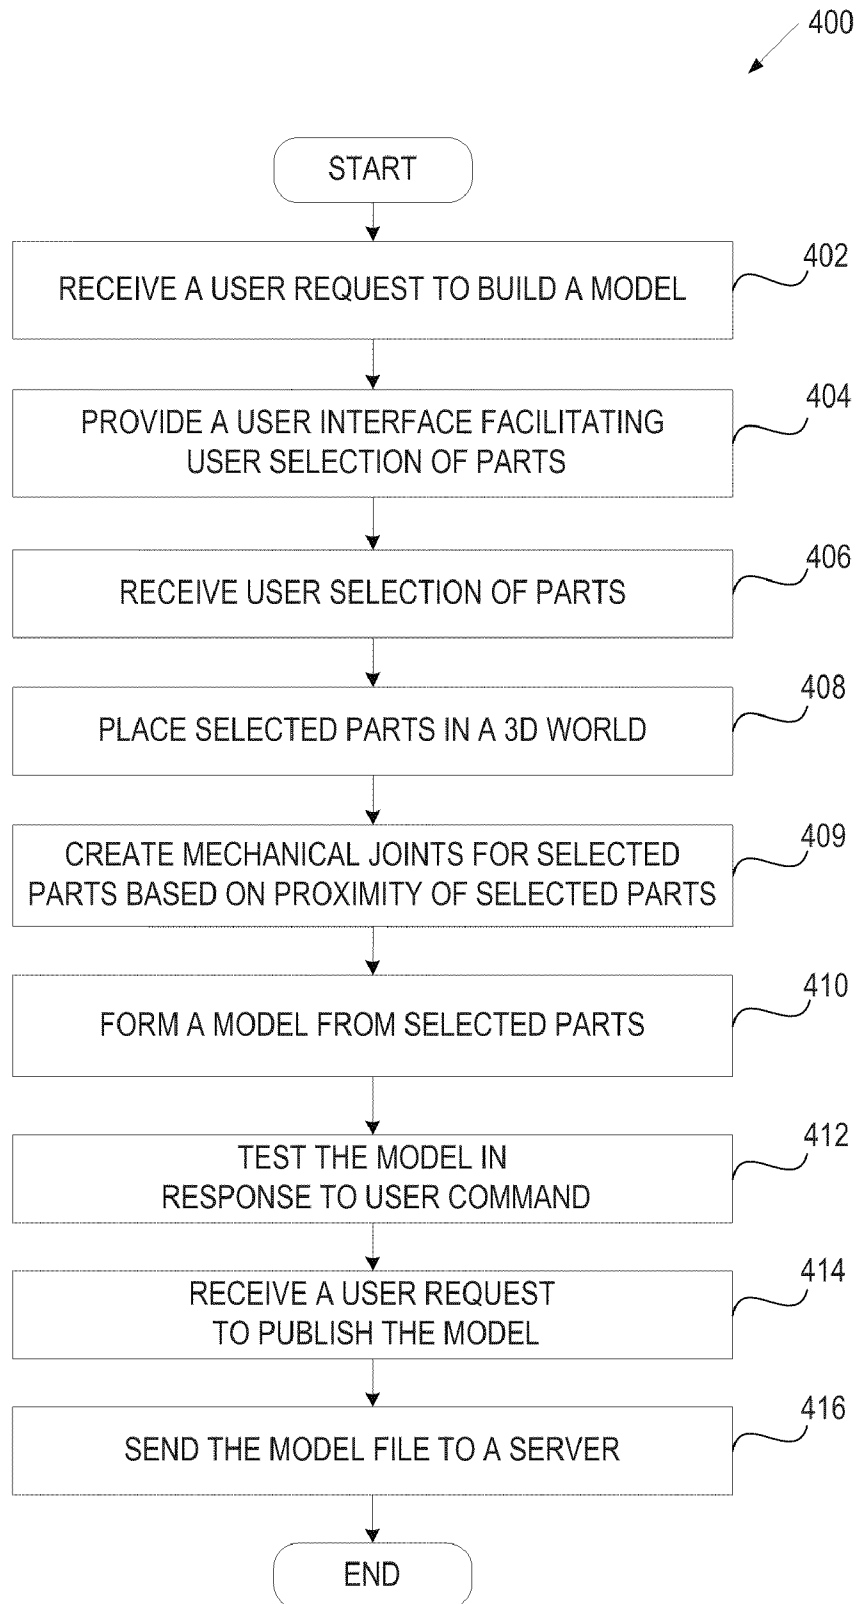 400
START
RECEIVE A USER REQUEST TO BUILD A MODEL
402
PROVIDE A USER INTERFACE FACILITATING
USER SELECTION OF PARTS
404
RECEIVE USER SELECTION OF PARTS
406
PLACE SELECTED PARTS IN A 3D WORLD
408
CREATE MECHANICAL JOINTS FOR SELECTED
PARTS BASED ON PROXIMITY OF SELECTED PARTS
409
FORM A MODEL FROM SELECTED PARTS
410
TEST THE MODEL IN
RESPONSE TO USER COMMAND
412
RECEIVE A USER REQUEST
TO PUBLISH THE MODEL
414
SEND THE MODEL FILE TO A SERVER
416
END